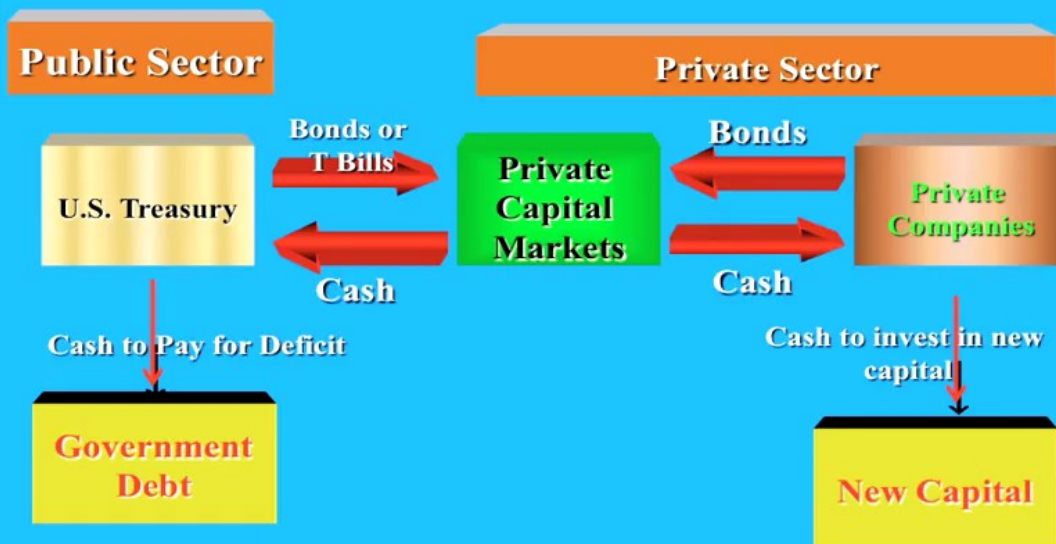 Public Sector
Private Sector
Bonds or
T Bills
Bonds
U.S. Treasury
Private
Capital
Markets
Private
Companies
Cash
Cash
Cash to Pay for Deficit
Cash to invest in new
capital
Government
Debt
New Capital